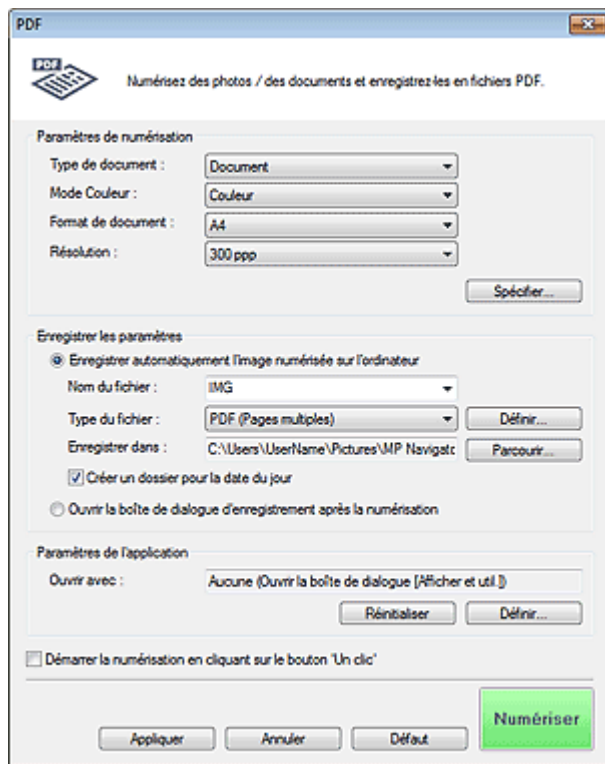 PDF
PDF
Numérisez des photos / des documents et enregistrez-les en fichiers PDF.
Paramètres de numérisation
Type de document : Document
Mode Couleur : Couleur
Format de document : A4
Résolution : 300 ppp
Spécifier...
Enregistrer les paramètres
Enregistrer automatiquement l'image numérisée sur l'ordinateur
Nom du fichier : IMG
Type du fichier : PDF (Pages multiples) Définir...
Enregistrer dans : C:\Users\UserName\Pictures\MP Navigatc Parcourir...
Créer un dossier pour la date du jour
Ouvrir la boîte de dialogue d'enregistrement après la numérisation
Paramètres de l'application
Ouvrir avec : Aucune (Ouvrir la boîte de dialogue [Afficher et util.])
Réinitialiser Définir...
Démarrer la numérisation en cliquant sur le bouton "Un clic"
Numériser
Appliquer Annuler Défaut